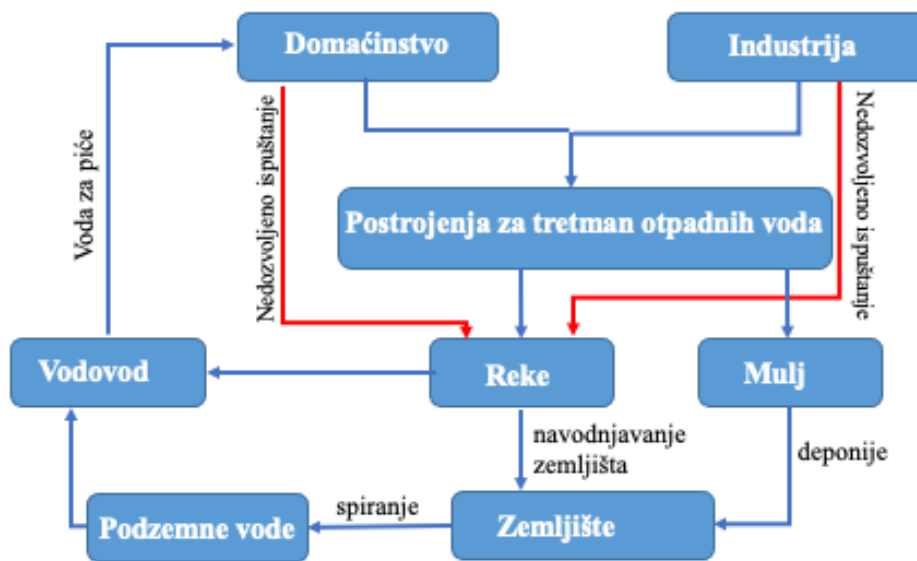 Domaćinstvo
Industrija
Voda za piće
Nedozvoljeno ispuštanje
Nedozvoljeno ispuštanje
Postrojenja za tretman otpadnih voda
Vodovod
Reke
Mulj
navodnjavanje
zemljišta
deponije
Podzemne vode
spiranje
Zemljište